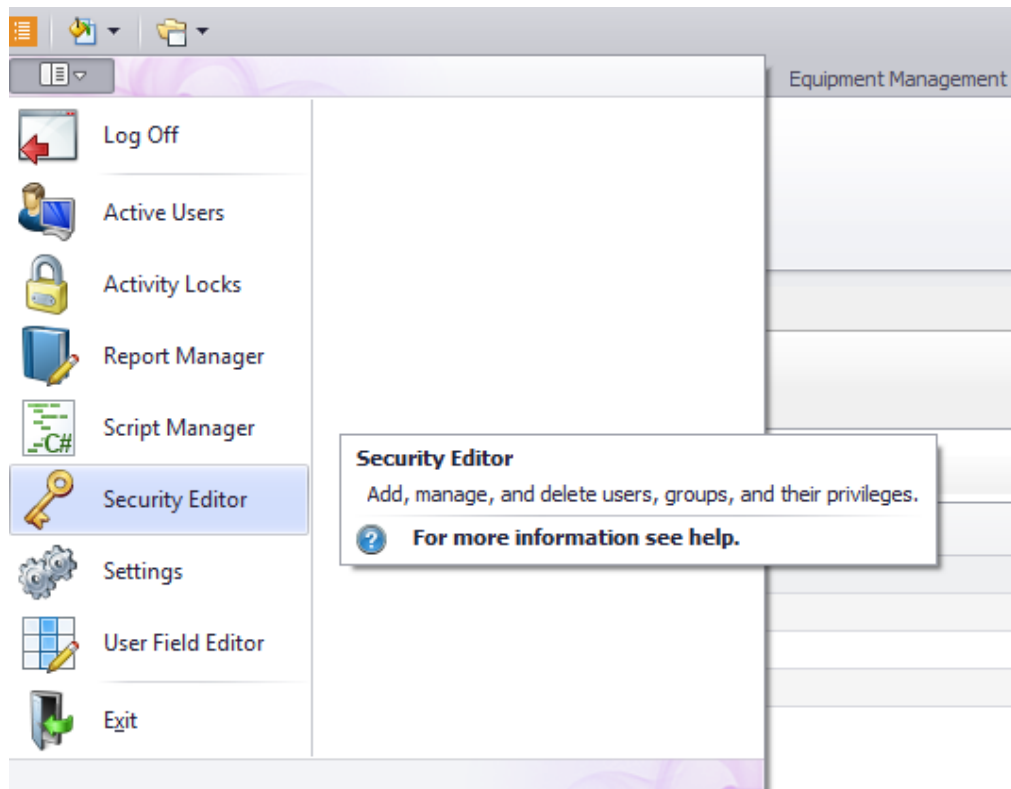 Equipment Management
Log Off
Active Users
Activity Locks
Report Manager
Script Manager
C#
Security Editor
Security Editor
Add, manage, and delete users, groups, and their privileges.
? For more information see help.
Settings
User Field Editor
Exit